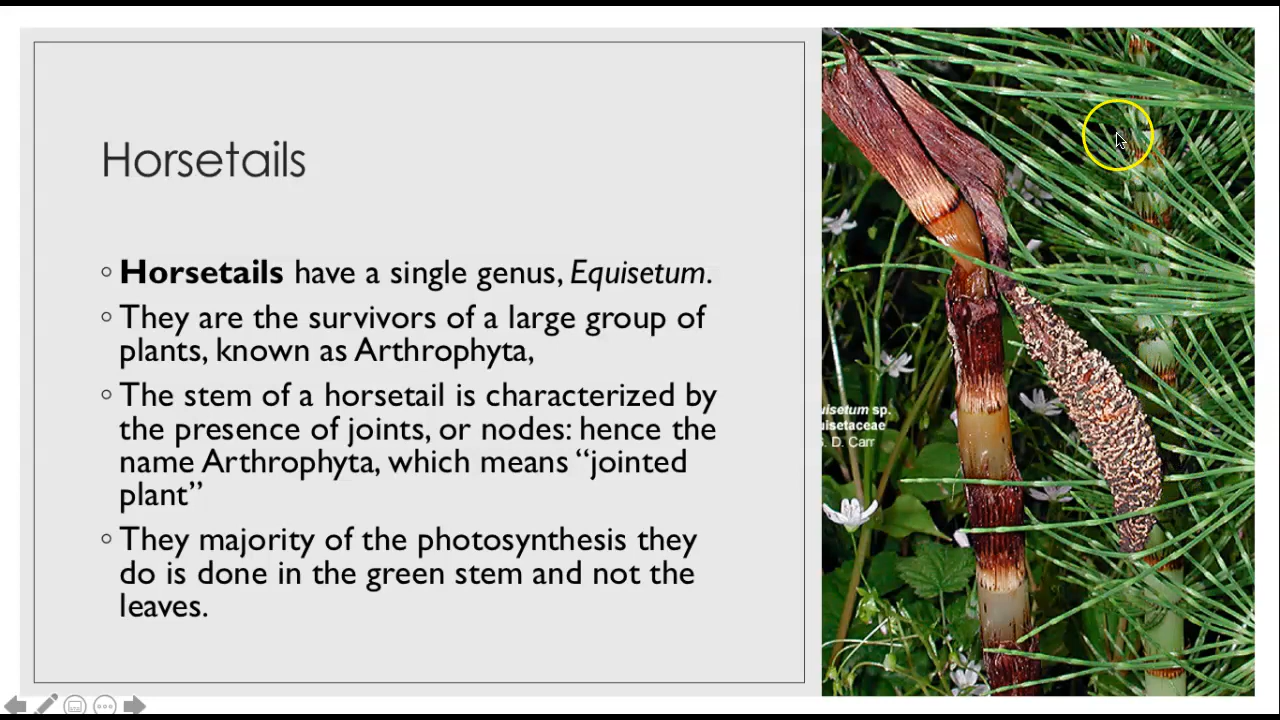 Horsetails
◦ Horsetails have a single genus, Equisetum.
◦ They are the survivors of a large group of
plants, known as Arthrophyta,
◦ The stem of a horsetail is characterized by
the presence of joints, or nodes: hence the
name Arthrophyta, which means “jointed
plant”
◦ They majority of the photosynthesis they
do is done in the green stem and not the
leaves.
uisetum sp.
uisetaceae
. D. Carr